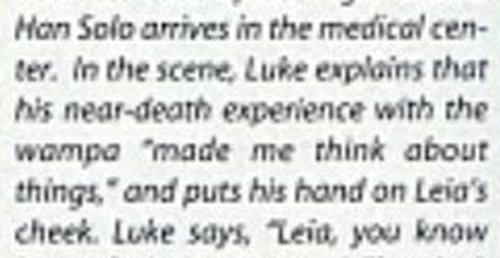 Han Solo arrives in the medical cen-
ter. In the scene, Luke explains that
his near-death experience with the
wampa "made me think about
things," and puts his hand on Leia's
cheek. Luke says, "Leia, you know